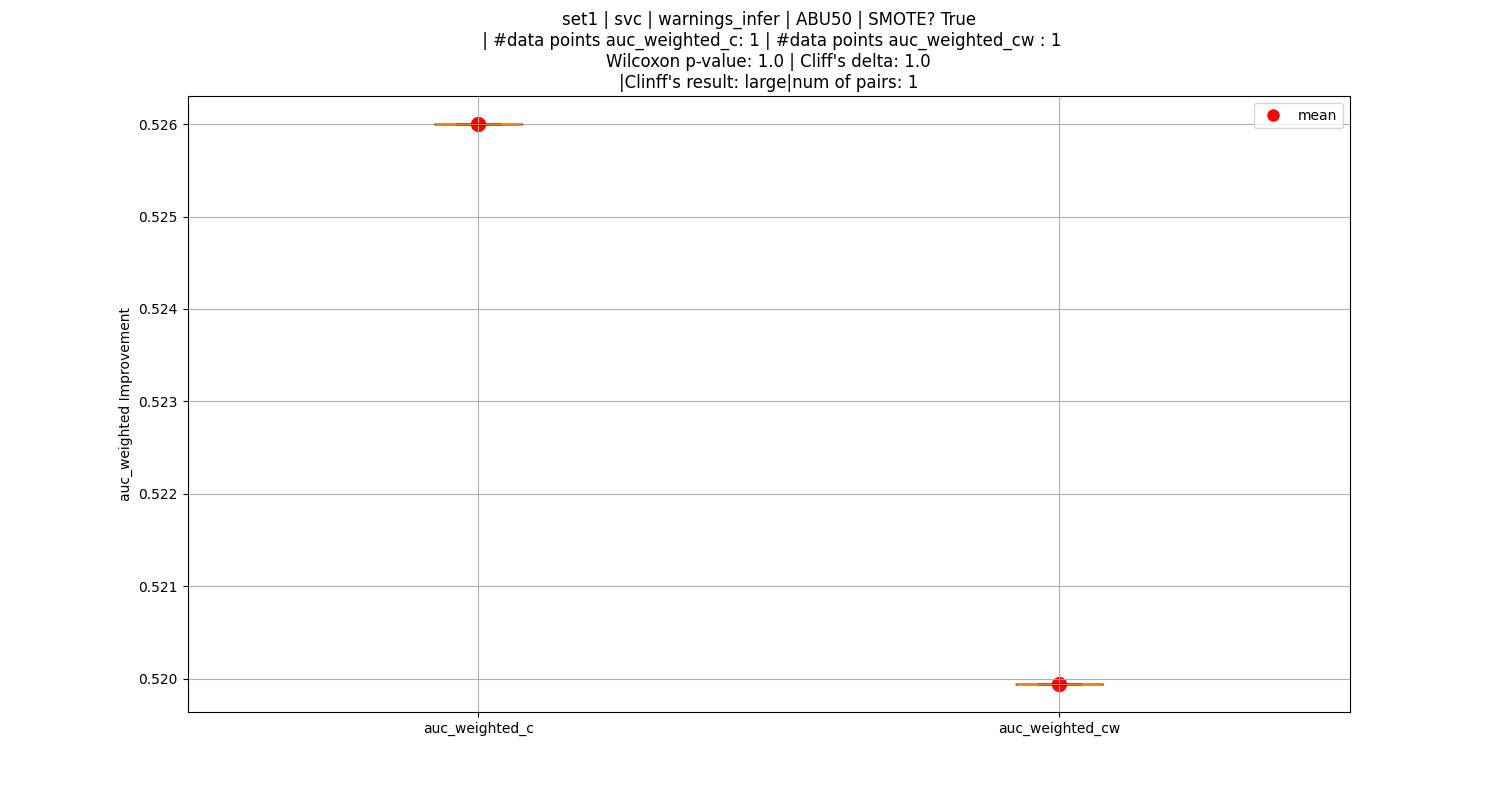 set1 | svc | warnings_infer | ABU50 | SMOTE? True
| #data points auc_weighted_c: 1 | #data points auc_weighted_cw : 1
Wilcoxon p-value: 1.0 | Cliff's delta: 1.0
|Clinff's result: large|num of pairs: 1
mean
0.526
0.525
0.524
0.523
0.522
0.521
0.520
auc_weighted Improvement
auc_weighted_c
auc_weighted_cw